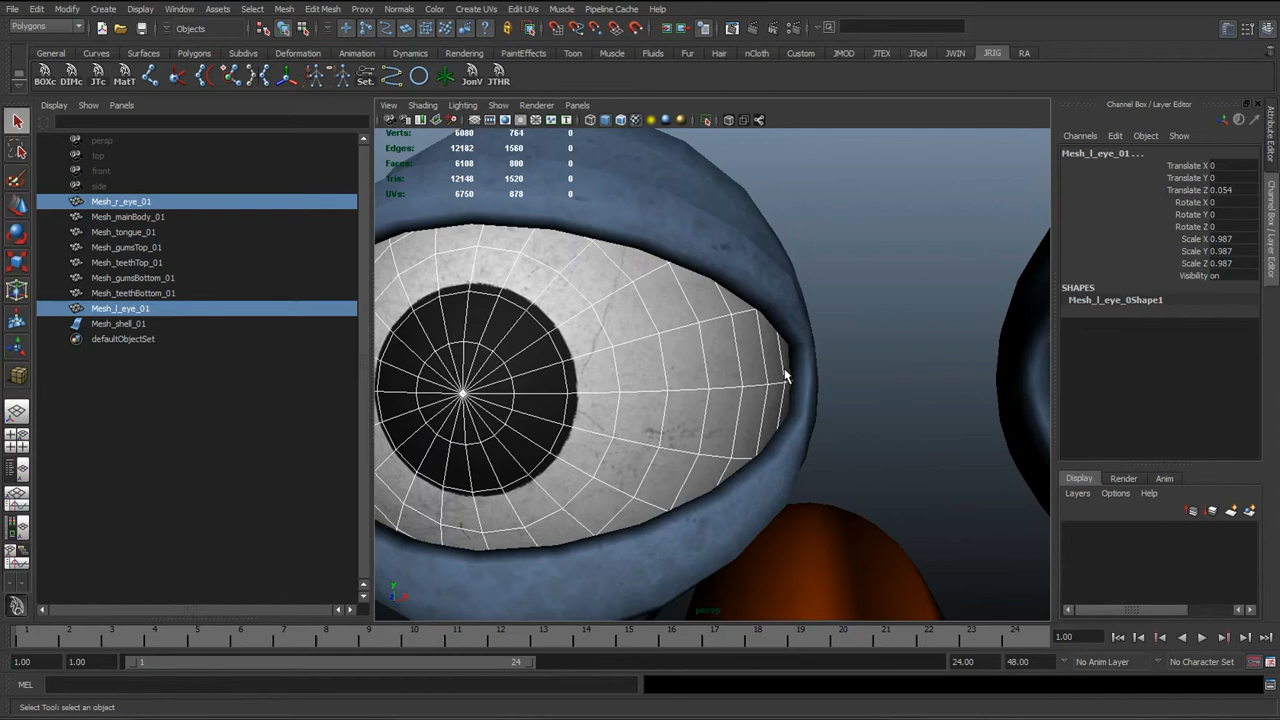 File Edit Modify Create Display Window Assets Select Mesh Edit Mesh Proxy Normals Color Create UVs Edit UVs Muscle Pipeline Cache Help
Polygons Objects
General Curves Surfaces Polygons Subdivs Deformation Animation Dynamics Rendering PaintEffects Toon Muscle Fluids Fur Hair nCloth Custom JMOD JTEX JTool JWIN JRIG RA
BOXc DIMc JTc MatT Set. JonV JTHR
Display Show Panels
View Shading Lighting Show Renderer Panels
Channel Box / Layer Editor
Channels Edit Object Show
persp
top
front
side
Mesh_r_eye_01
Mesh_mainBody_01
Mesh_tongue_01
Mesh_gumsTop_01
Mesh_teethTop_01
Mesh_gumsBottom_01
Mesh_teethBottom_01
Mesh_l_eye_01
Mesh_shell_01
defaultObjectSet
Verts: 6080 764 0
Edges: 12182 1560 0
Faces: 6108 800 0
Tris: 12148 1520 0
UVs: 6750 878 0
y
persp
Mesh_l_eye_01...
Translate X 0
Translate Y 0
Translate Z 0.054
Rotate X 0
Rotate Y 0
Rotate Z 0
Scale X 0.987
Scale Y 0.987
Scale Z 0.987
Visibility on
SHAPES
Mesh_l_eye_0Shape1
Display Render Anim
Layers Options Help
Attribute Editor
Channel Box / Layer Editor
1 2 3 4 5 6 7 8 9 10 11 12 13 14 15 16 17 18 19 20 21 22 23 24 1.00
1.00 1.00 1 24 24.00 48.00 No Anim Layer No Character Set
MEL
Select Tool: select an object